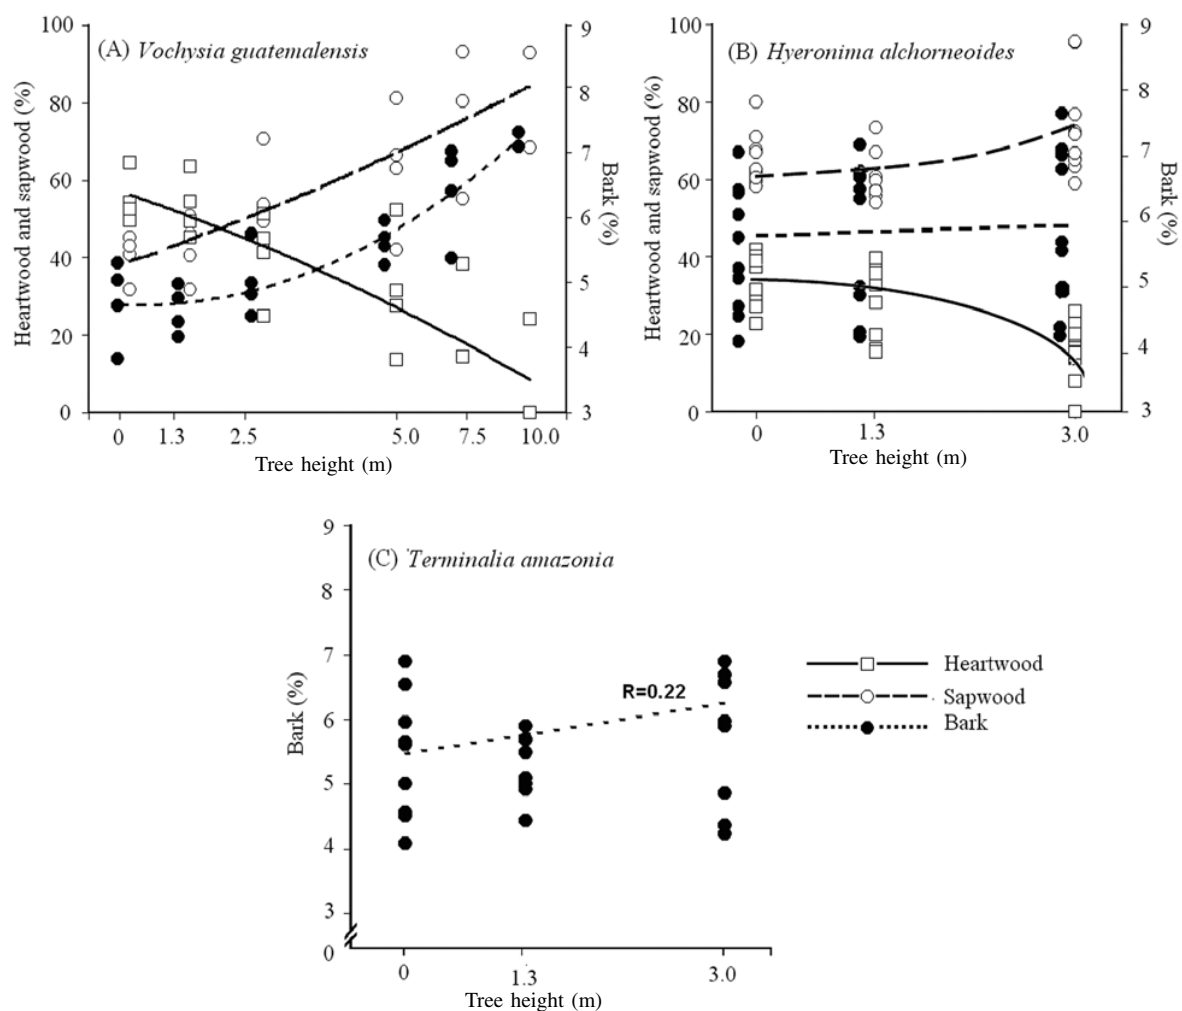 (A) Vochysia guatemalensis
Heartwood and sapwood (%)
100
80
60
40
20
0
9
8
7
6
5
4
3
Bark (%)
0 1.3 2.5 5.0 7.5 10.0
Tree height (m)
(B) Hyeronima alchorneoides
Heartwood and sapwood (%)
100
80
60
40
20
0
9
8
7
6
5
4
3
Bark (%)
0 1.3 3.0
Tree height (m)
(C) Terminalia amazonia
Bark (%)
9
8
7
6
5
4
3
0
R=0.22
0 1.3 3.0
Tree height (m)
Heartwood
Sapwood
Bark